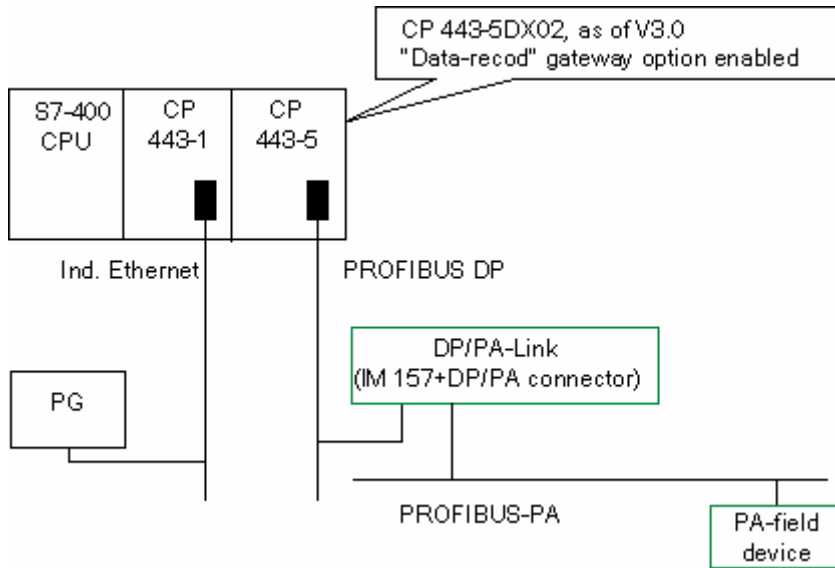 CP 443-5DX02, as of V3.0
"Data-recod" gateway option enabled
S7-400
CPU
CP
443-1
CP
443-5
Ind. Ethernet
PROFIBUS DP
DP/PA-Link
(IM 157+DP/PA connector)
PG
PROFIBUS-PA
PA-field
device